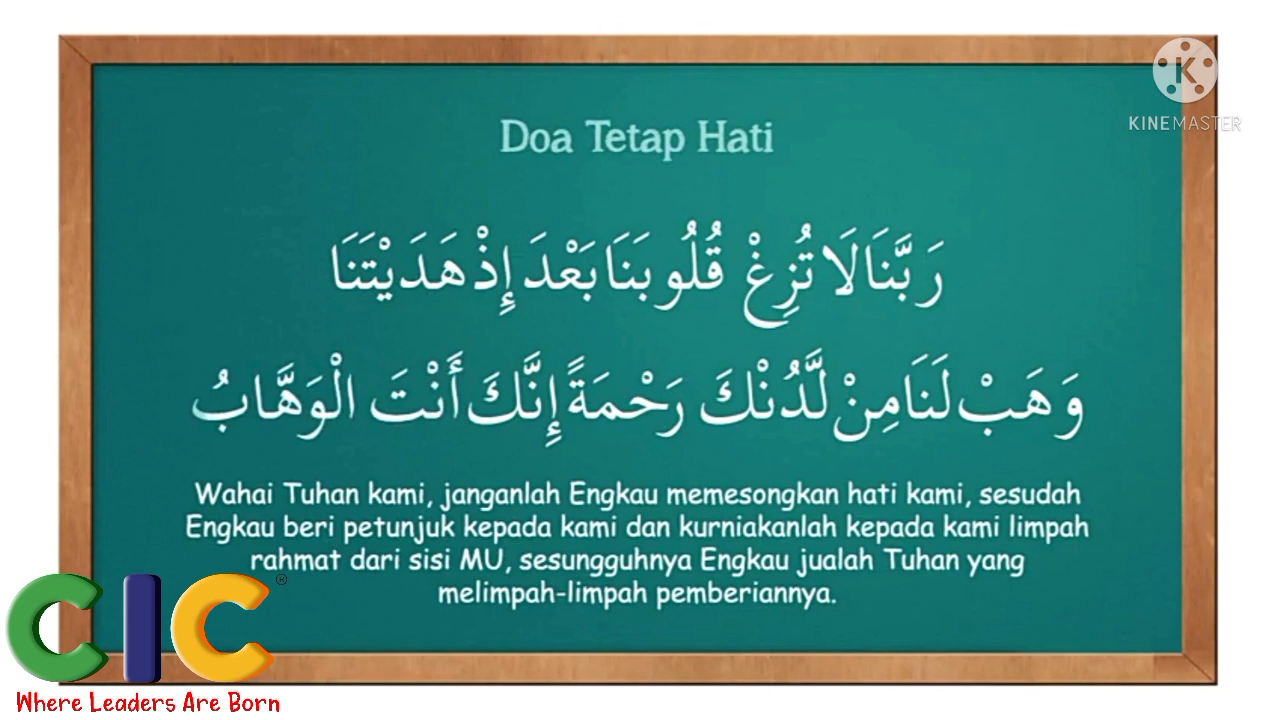 KINEMASTER
Doa Tetap Hati
رَبَّنَا لَا تُزِغْ قُلُوبَنَا بَعْدَ إِذْ هَدَيْتَنَا
وَهَبْ لَنَا مِنْ لَّدُنْكَ رَحْمَةً إِنَّكَ أَنْتَ الْوَهَّابُ
Wahai Tuhan kami, janganlah Engkau memesongkan hati kami, sesudah
Engkau beri petunjuk kepada kami dan kurniakanlah kepada kami limpah
rahmat dari sisi MU, sesungguhnya Engkau jualah Tuhan yang
melimpah-limpah pemberiannya.
CIC®
Where Leaders Are Born